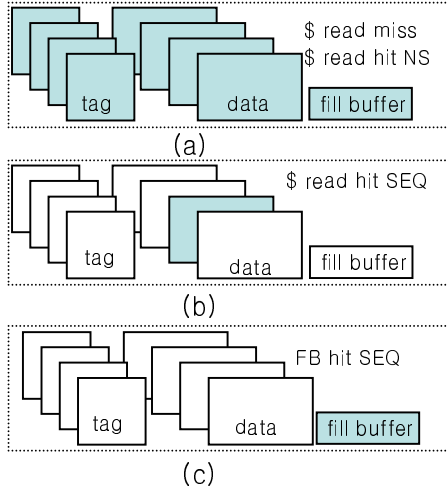 $ read miss
$ read hit NS
tag
data
fill buffer
(a)
$ read hit SEQ
tag
data
fill buffer
(b)
FB hit SEQ
tag
data
fill buffer
(c)